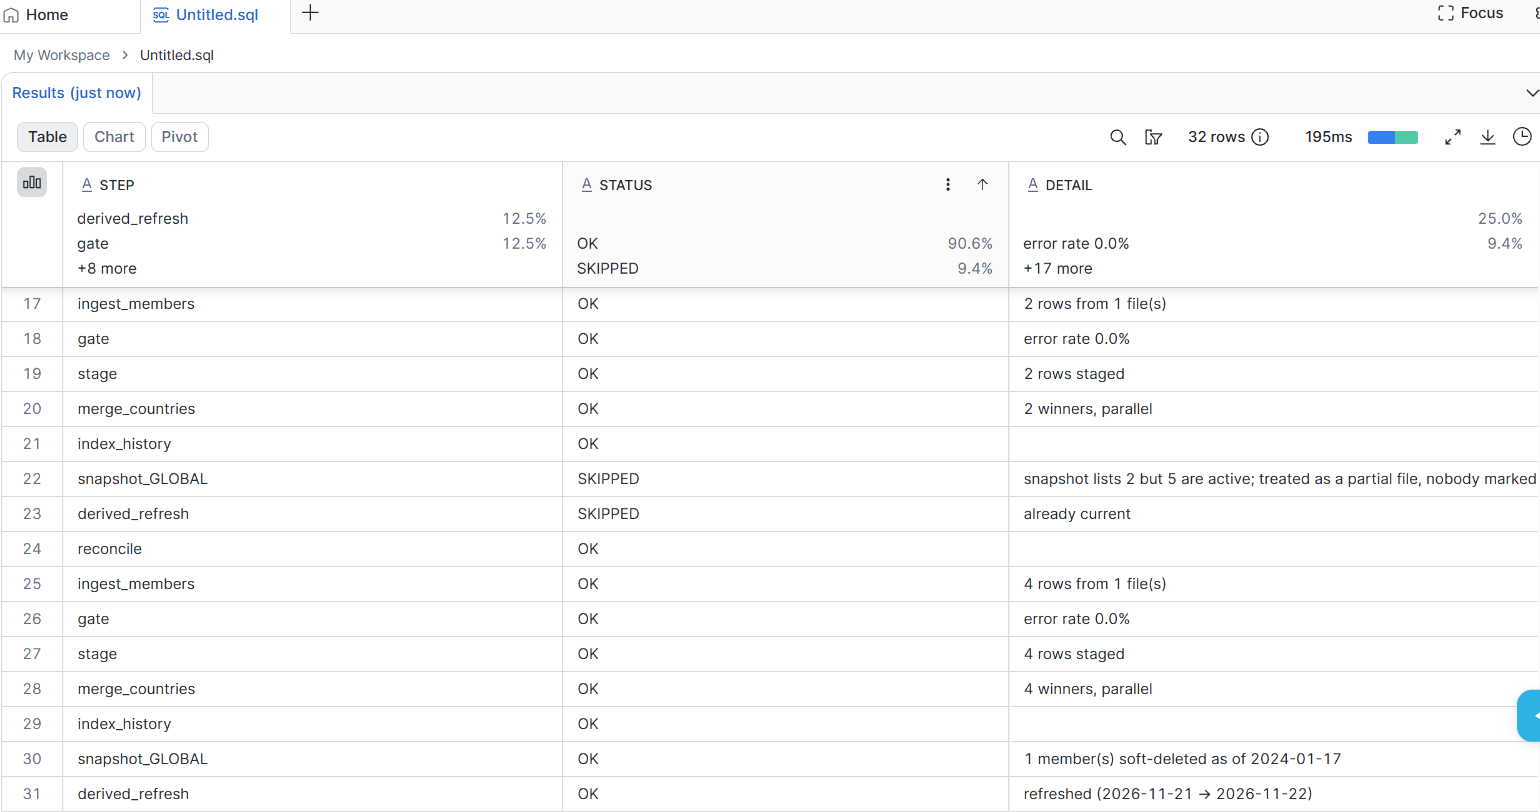 Home
SQL Untitled.sql
Focus
My Workspace > Untitled.sql
Results (just now)
Table Chart Pivot 32 rows 195ms
A STEP A STATUS A DETAIL
derived_refresh 12.5% 25.0%
gate 12.5% OK 90.6% error rate 0.0% 9.4%
+8 more SKIPPED 9.4% +17 more
17 ingest_members OK 2 rows from 1 file(s)
18 gate OK error rate 0.0%
19 stage OK 2 rows staged
20 merge_countries OK 2 winners, parallel
21 index_history OK
22 snapshot_GLOBAL SKIPPED snapshot lists 2 but 5 are active; treated as a partial file, nobody marked
23 derived_refresh SKIPPED already current
24 reconcile OK
25 ingest_members OK 4 rows from 1 file(s)
26 gate OK error rate 0.0%
27 stage OK 4 rows staged
28 merge_countries OK 4 winners, parallel
29 index_history OK
30 snapshot_GLOBAL OK 1 member(s) soft-deleted as of 2024-01-17
31 derived_refresh OK refreshed (2026-11-21 → 2026-11-22)